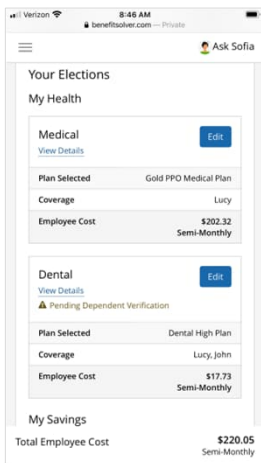 Verizon 8:46 AM
benefitsolver.com — Private
Ask Sofia
Your Elections
My Health
Medical Edit
View Details
Plan Selected Gold PPO Medical Plan
Coverage Lucy
Employee Cost $202.32
Semi-Monthly
Dental Edit
View Details
Pending Dependent Verification
Plan Selected Dental High Plan
Coverage Lucy, John
Employee Cost $17.73
Semi-Monthly
My Savings
Total Employee Cost $220.05
Semi-Monthly